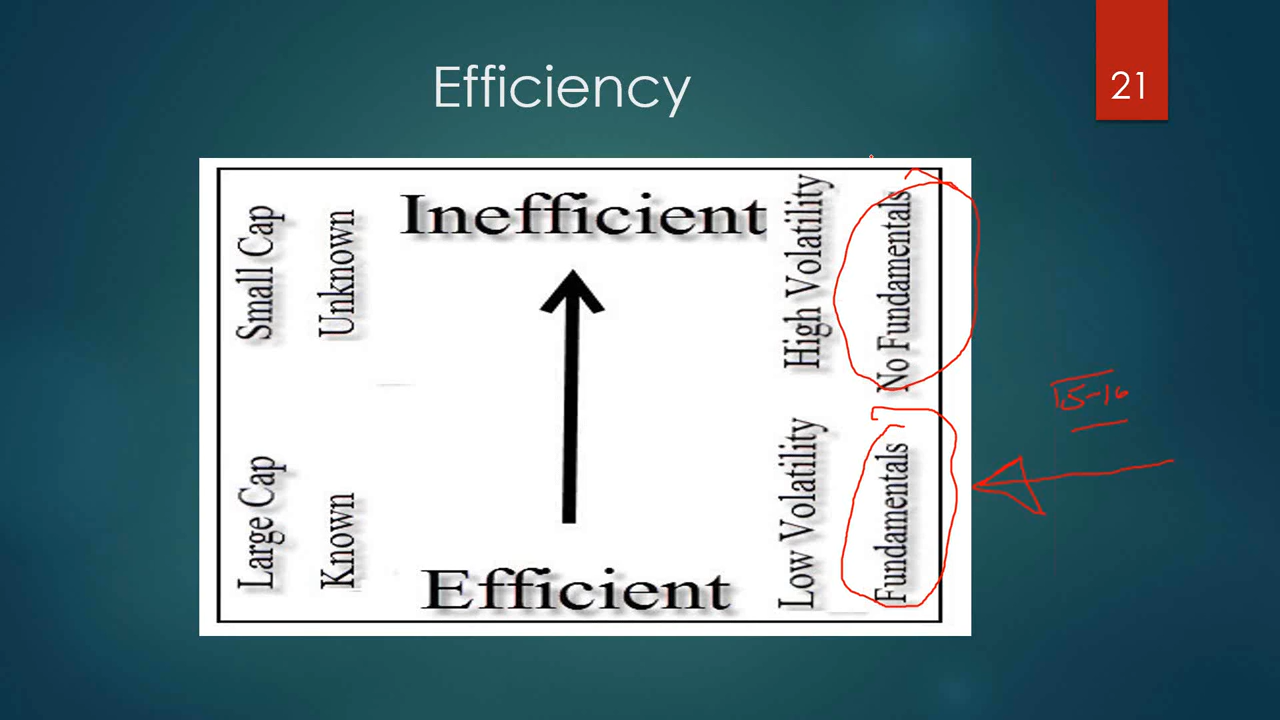 Efficiency
21
Inefficient
Small Cap
Unknown
High Volatility
No Fundamentals
15-16
Large Cap
Known
Low Volatility
Fundamentals
Efficient